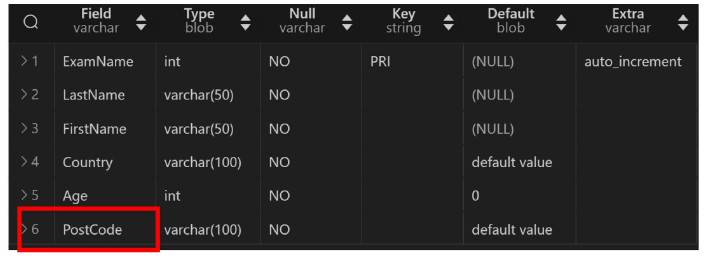 Field Type Null Key Default Extra
varchar blob varchar string blob varchar
1 ExamName int NO PRI (NULL) auto_increment
2 LastName varchar(50) NO (NULL)
3 FirstName varchar(50) NO (NULL)
4 Country varchar(100) NO default value
5 Age int NO 0
6 PostCode varchar(100) NO default value